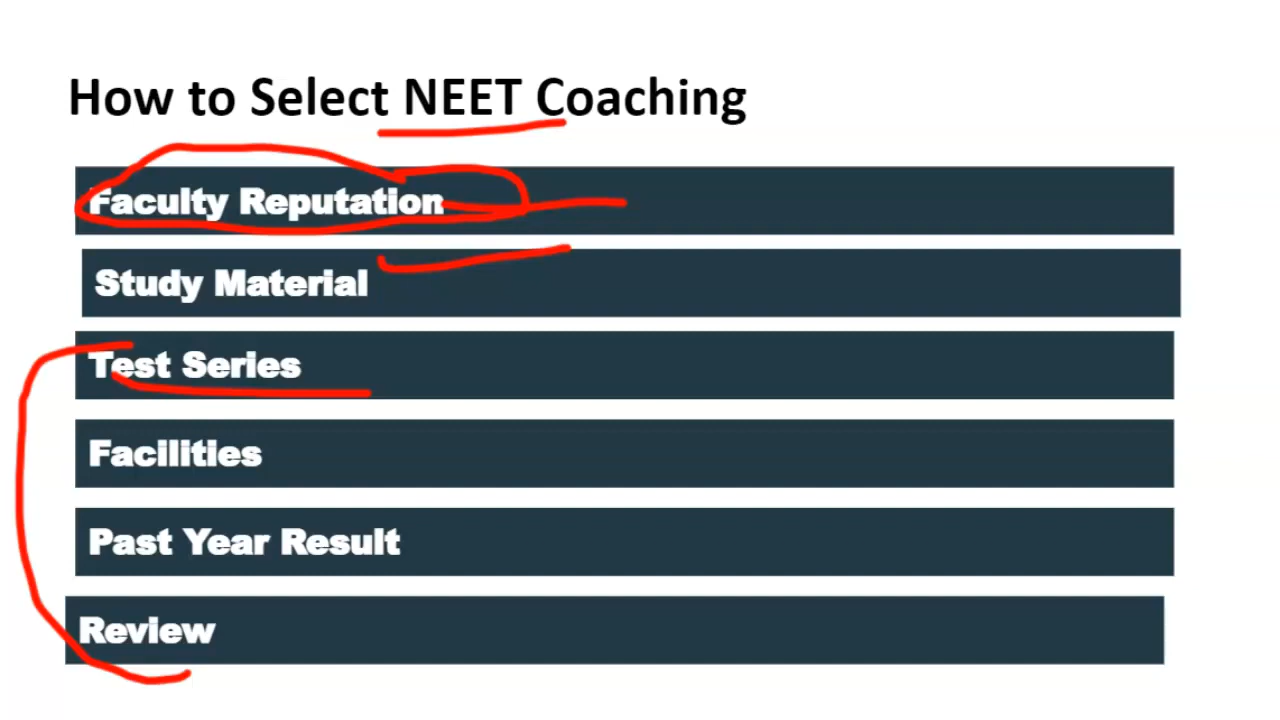 How to Select NEET Coaching
Faculty Reputation
Study Material
Test Series
Facilities
Past Year Result
Review